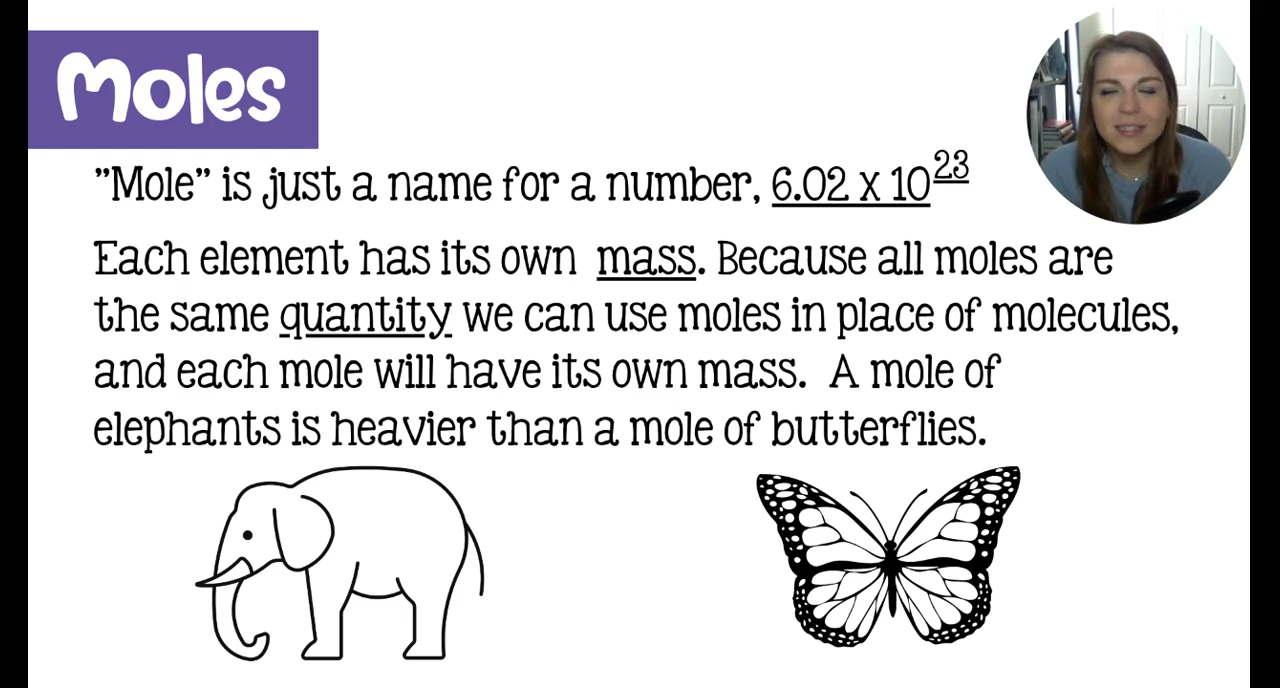 Moles
"Mole" is just a name for a number, 6.02 x 10²³
Each element has its own mass. Because all moles are
the same quantity we can use moles in place of molecules,
and each mole will have its own mass. A mole of
elephants is heavier than a mole of butterflies.